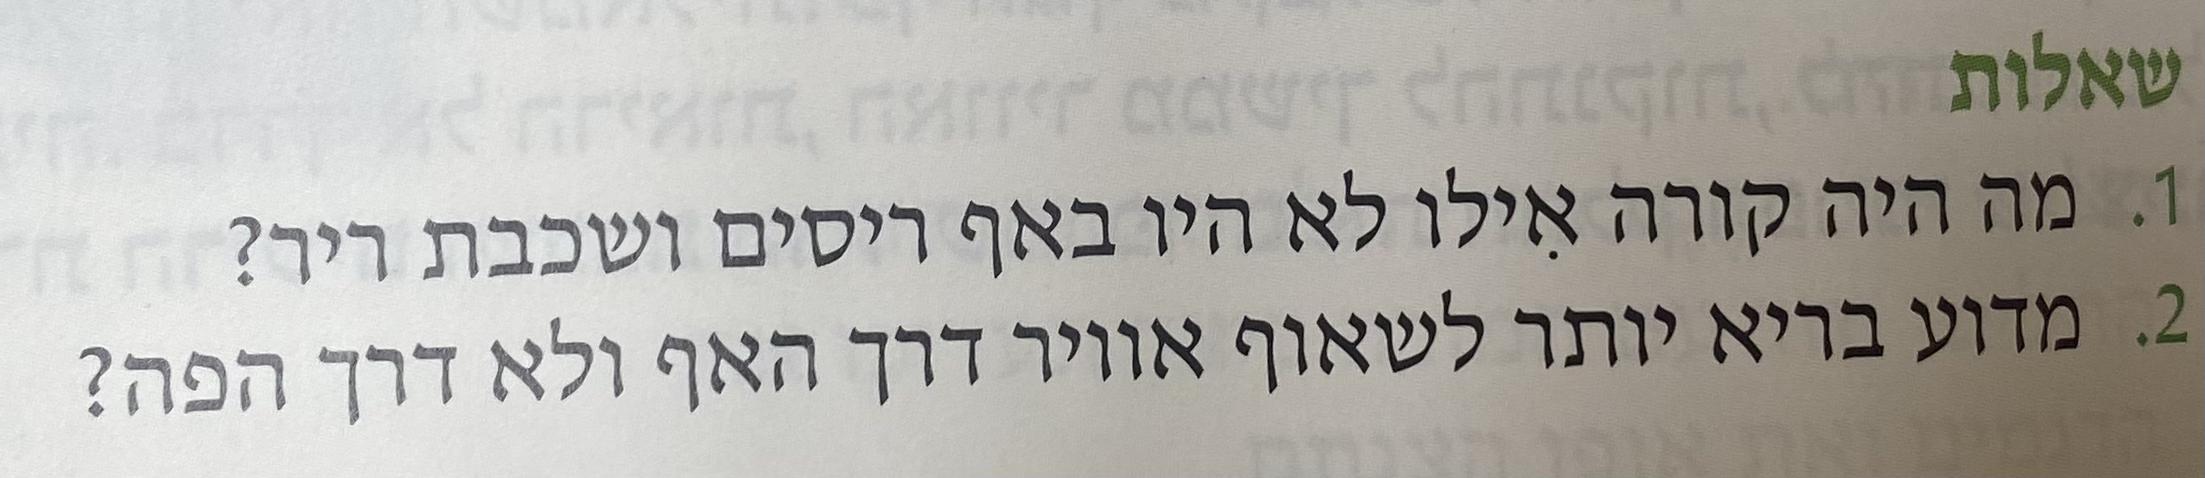 שאלות
1. מה היה קורה אִילו לא היו באף ריסים ושכבת ריר?
2. מדוע בריא יותר לשאוף אוויר דרך האף ולא דרך הפה?